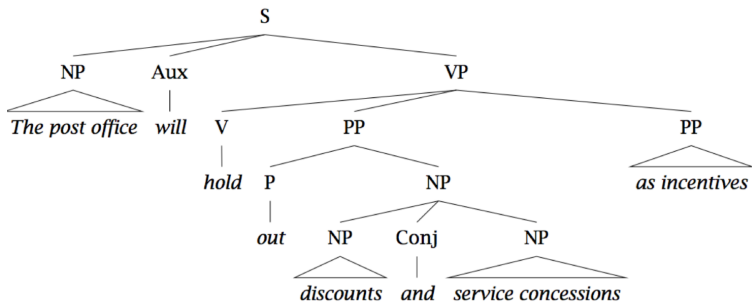 S
NP Aux VP
The post office will V PP PP
hold P NP as incentives
out NP Conj NP
discounts and service concessions